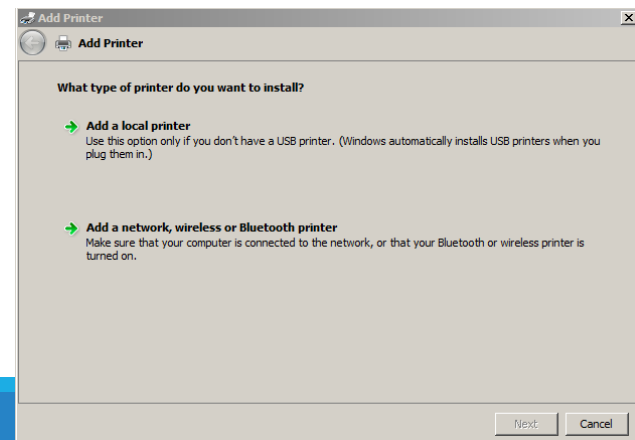 Add Printer
Add Printer
What type of printer do you want to install?
Add a local printer
Use this option only if you don't have a USB printer. (Windows automatically installs USB printers when you
plug them in.)
Add a network, wireless or Bluetooth printer
Make sure that your computer is connected to the network, or that your Bluetooth or wireless printer is
turned on.
Next
Cancel